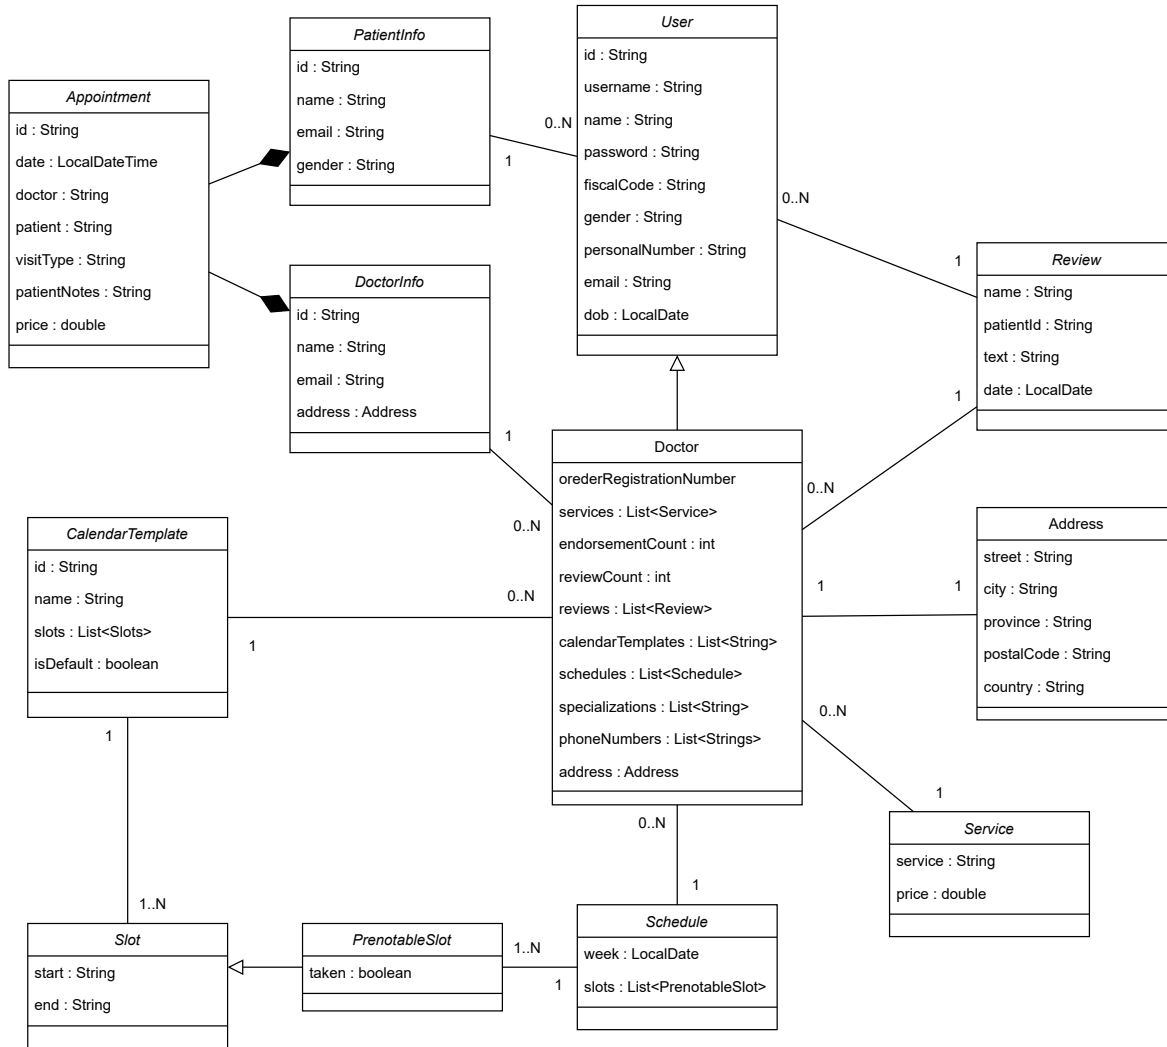 PatientInfo
id : String
name : String
email : String
gender : String
User
id : String
username : String
name : String
password : String
fiscalCode : String
gender : String
personalNumber : String
email : String
dob : LocalDate
Appointment
id : String
date : LocalDateTime
doctor : String
patient : String
visitType : String
patientNotes : String
price : double
0..N
1
0..N
1
Review
name : String
patientId : String
text : String
date : LocalDate
DoctorInfo
id : String
name : String
email : String
address : Address
1
0..N
1
0..N
Doctor
orederRegistrationNumber
services : List<Service>
endorsementCount : int
reviewCount : int
reviews : List<Review>
calendarTemplates : List<String>
schedules : List<Schedule>
specializations : List<String>
phoneNumbers : List<Strings>
address : Address
Address
street : String
city : String
province : String
postalCode : String
country : String
1
1
CalendarTemplate
id : String
name : String
slots : List<Slots>
isDefault : boolean
0..N
1
0..N
1
Service
service : String
price : double
1
1..N
0..N
1
Slot
start : String
end : String
PrenotableSlot
taken : boolean
1..N
1
Schedule
week : LocalDate
slots : List<PrenotableSlot>